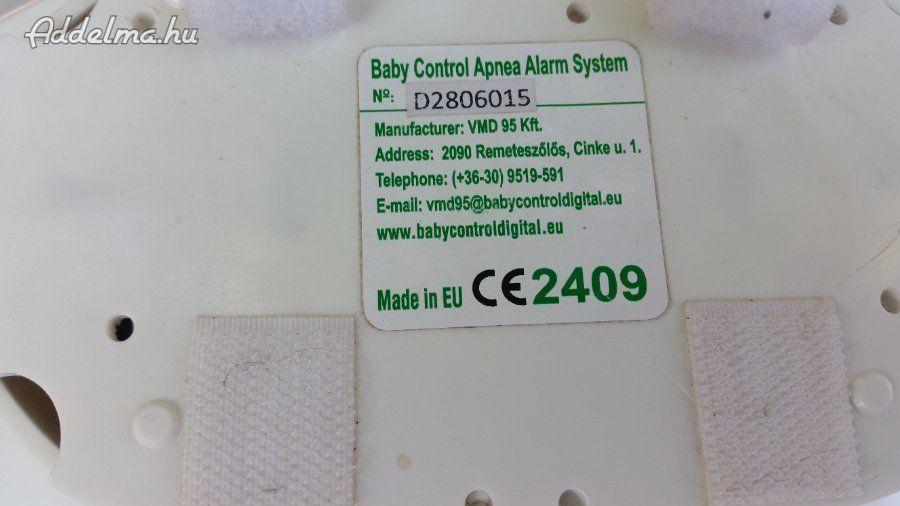 Addelma.hu
Baby Control Apnea Alarm System
Nº: D2806015
Manufacturer: VMD 95 Kft.
Address: 2090 Remeteszőlős, Cinke u. 1.
Telephone: (+36-30) 9519-591
E-mail: vmd95@babycontroldigital.eu
www.babycontroldigital.eu
Made in EU CE 2409